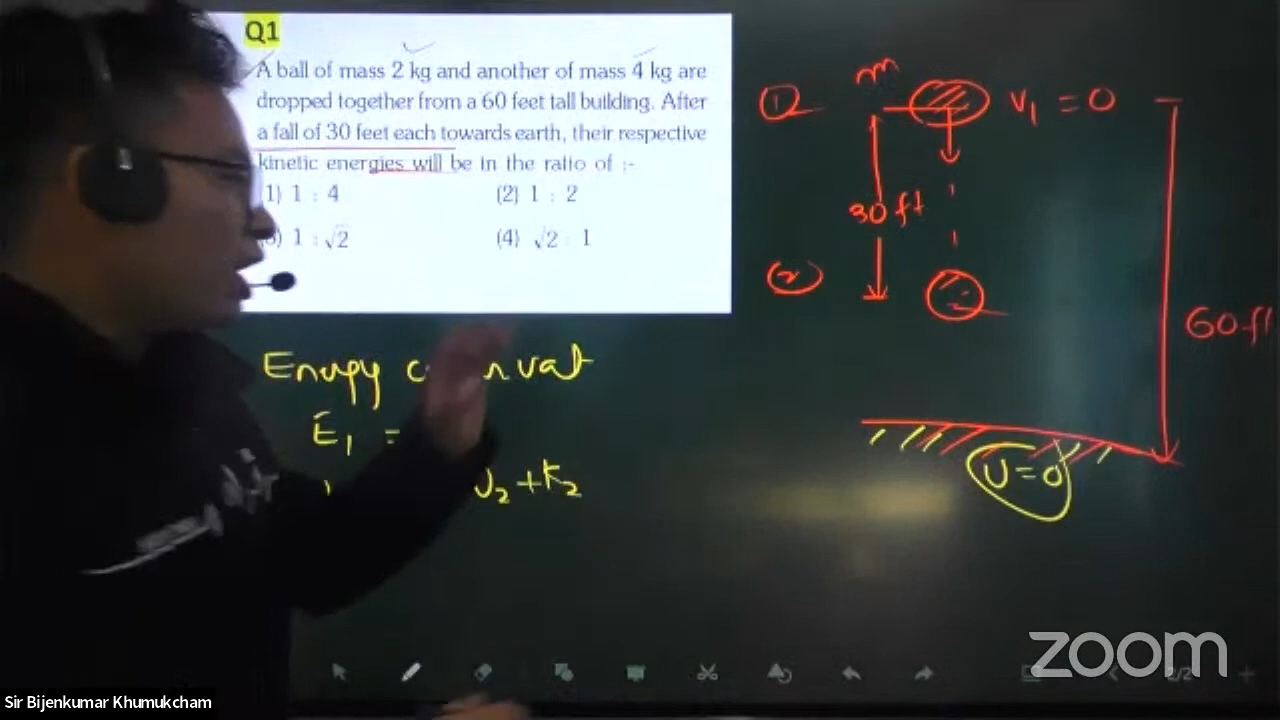 Q1
A ball of mass 2 kg and another of mass 4 kg are
dropped together from a 60 feet tall building. After
a fall of 30 feet each towards earth, their respective
kinetic energies will be in the ratio of :-
1) 1 : 4
(2) 1 : 2
1 : √2
(4) √2 : 1
m
1
V₁ = 0
30 ft
2
60 ft
U = 0
E₁ =
U₂ + K₂
zoom
2/2
Sir Bijenkumar Khumukcham